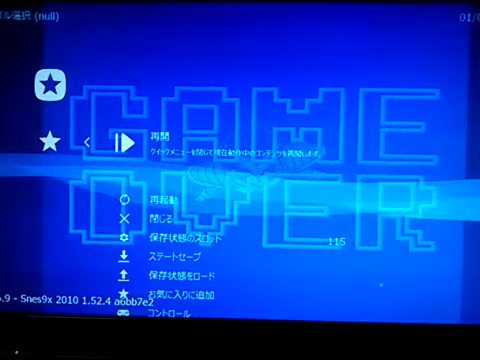 イル選択 {null}
01/0
GAME
再開
クイックメニューを閉じて現在動作中のコンテンツを再開します。
OVER
再起動
閉じる
保存状態のスロット 115
ステートセーブ
保存状態をロード
お気に入りに追加
.9 - Snes9x 2010 1.52.4 a6bb7e2
コントロール